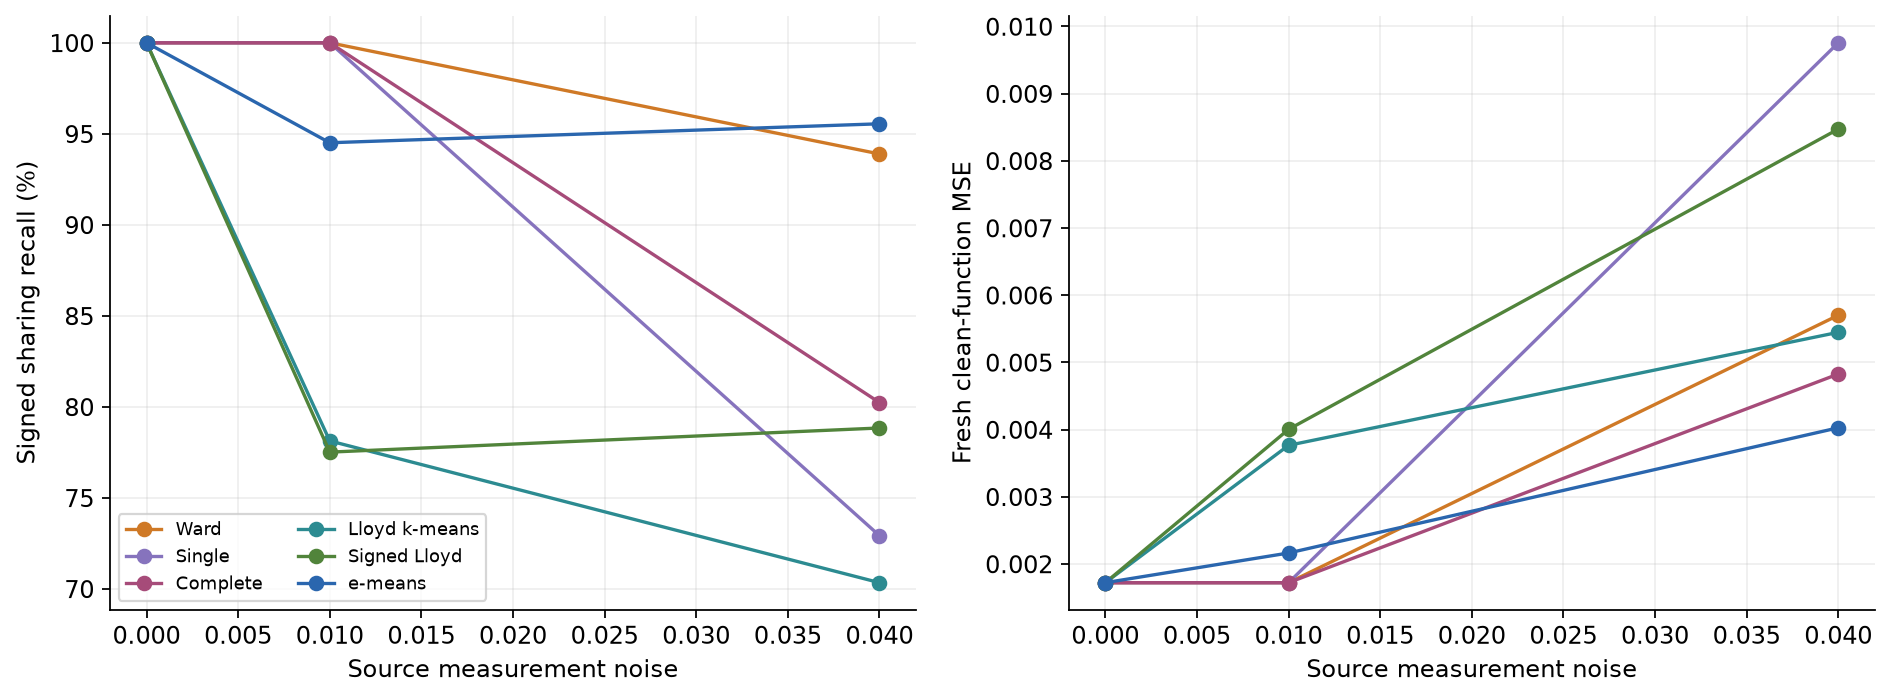 Signed sharing recall (%)
100
95
90
85
80
75
70
Ward
Single
Complete
Lloyd k-means
Signed Lloyd
e-means
0.000 0.005 0.010 0.015 0.020 0.025 0.030 0.035 0.040
Source measurement noise
Fresh clean-function MSE
0.010
0.009
0.008
0.007
0.006
0.005
0.004
0.003
0.002
0.000 0.005 0.010 0.015 0.020 0.025 0.030 0.035 0.040
Source measurement noise